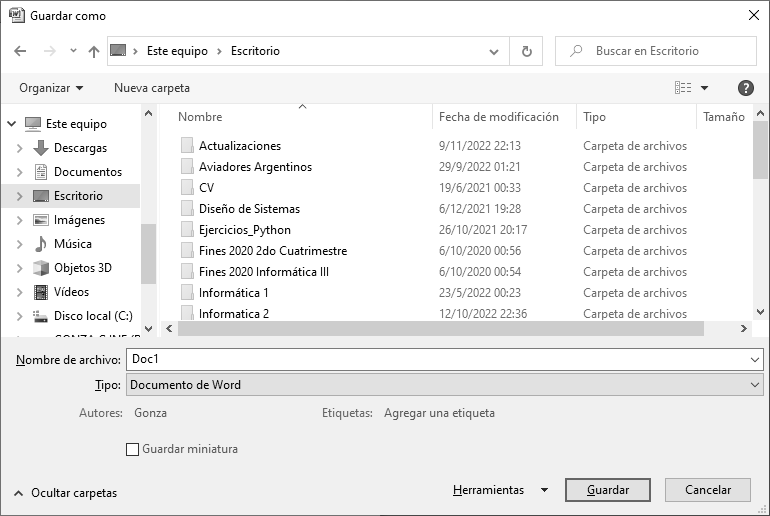 Guardar como
Este equipo Escritorio
Buscar en Escritorio
Organizar Nueva carpeta
Este equipo
Descargas
Documentos
Escritorio
Imágenes
Música
Objetos 3D
Vídeos
Disco local (C:)
Nombre Fecha de modificación Tipo Tamaño
Actualizaciones 9/11/2022 22:13 Carpeta de archivos
Aviadores Argentinos 29/9/2022 01:21 Carpeta de archivos
CV 19/6/2021 00:33 Carpeta de archivos
Diseño de Sistemas 6/12/2021 19:28 Carpeta de archivos
Ejercicios_Python 26/10/2021 20:17 Carpeta de archivos
Fines 2020 2do Cuatrimestre 6/10/2020 00:56 Carpeta de archivos
Fines 2020 Informática III 6/10/2020 00:54 Carpeta de archivos
Informática 1 23/5/2022 00:23 Carpeta de archivos
Informatica 2 12/10/2022 22:36 Carpeta de archivos
Nombre de archivo: Doc1
Tipo: Documento de Word
Autores: Gonza Etiquetas: Agregar una etiqueta
Guardar miniatura
Ocultar carpetas Herramientas Guardar Cancelar